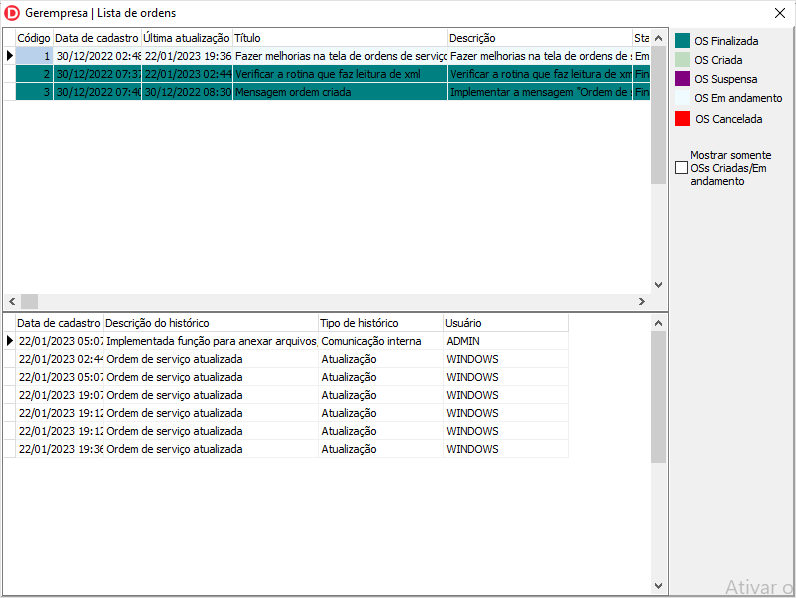 Gerempresa | Lista de ordens
Código Data de cadastro Última atualização Título Descrição Sta
1 30/12/2022 02:48 22/01/2023 19:36 Fazer melhorias na tela de ordens de serviço Fazer melhorias na tela de ordens de Em
2 30/12/2022 07:37 22/01/2023 02:44 Verificar a rotina que faz leitura de xml Verificar a rotina que faz leitura de xm Fin
3 30/12/2022 07:40 30/12/2022 08:30 Mensagem ordem criada Implementar a mensagem "Ordem de Fin
OS Finalizada
OS Criada
OS Suspensa
OS Em andamento
OS Cancelada
Mostrar somente
OSs Criadas/Em
andamento
Data de cadastro Descrição do histórico Tipo de histórico Usuário
22/01/2023 05:07 Implementada função para anexar arquivos, Comunicação interna ADMIN
22/01/2023 02:44 Ordem de serviço atualizada Atualização WINDOWS
22/01/2023 05:07 Ordem de serviço atualizada Atualização WINDOWS
22/01/2023 19:07 Ordem de serviço atualizada Atualização WINDOWS
22/01/2023 19:12 Ordem de serviço atualizada Atualização WINDOWS
22/01/2023 19:12 Ordem de serviço atualizada Atualização WINDOWS
22/01/2023 19:36 Ordem de serviço atualizada Atualização WINDOWS
Ativar o